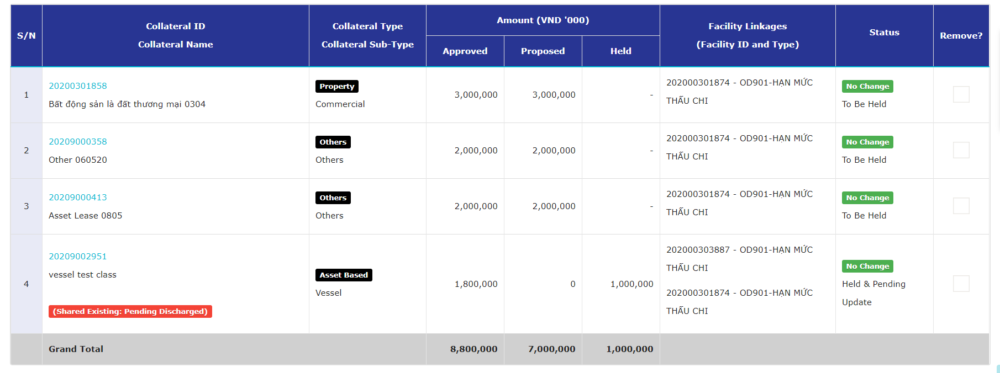 S/N
Collateral ID
Collateral Name
Collateral Type
Collateral Sub-Type
Amount (VND '000)
Approved
Proposed
Held
Facility Linkages
(Facility ID and Type)
Status
Remove?
1
20200301858
Bất động sản là đất thương mại 0304
Property
Commercial
3,000,000
3,000,000
-
202000301874 - OD901-HẠN MỨC
THẤU CHI
No Change
To Be Held
2
20209000358
Other 060520
Others
Others
2,000,000
2,000,000
-
202000301874 - OD901-HẠN MỨC
THẤU CHI
No Change
To Be Held
3
20209000413
Asset Lease 0805
Others
Others
2,000,000
2,000,000
-
202000301874 - OD901-HẠN MỨC
THẤU CHI
No Change
To Be Held
4
20209002951
vessel test class
(Shared Existing: Pending Discharged)
Asset Based
Vessel
1,800,000
0
1,000,000
202000303887 - OD901-HẠN MỨC
THẤU CHI
202000301874 - OD901-HẠN MỨC
THẤU CHI
No Change
Held & Pending
Update
Grand Total
8,800,000
7,000,000
1,000,000